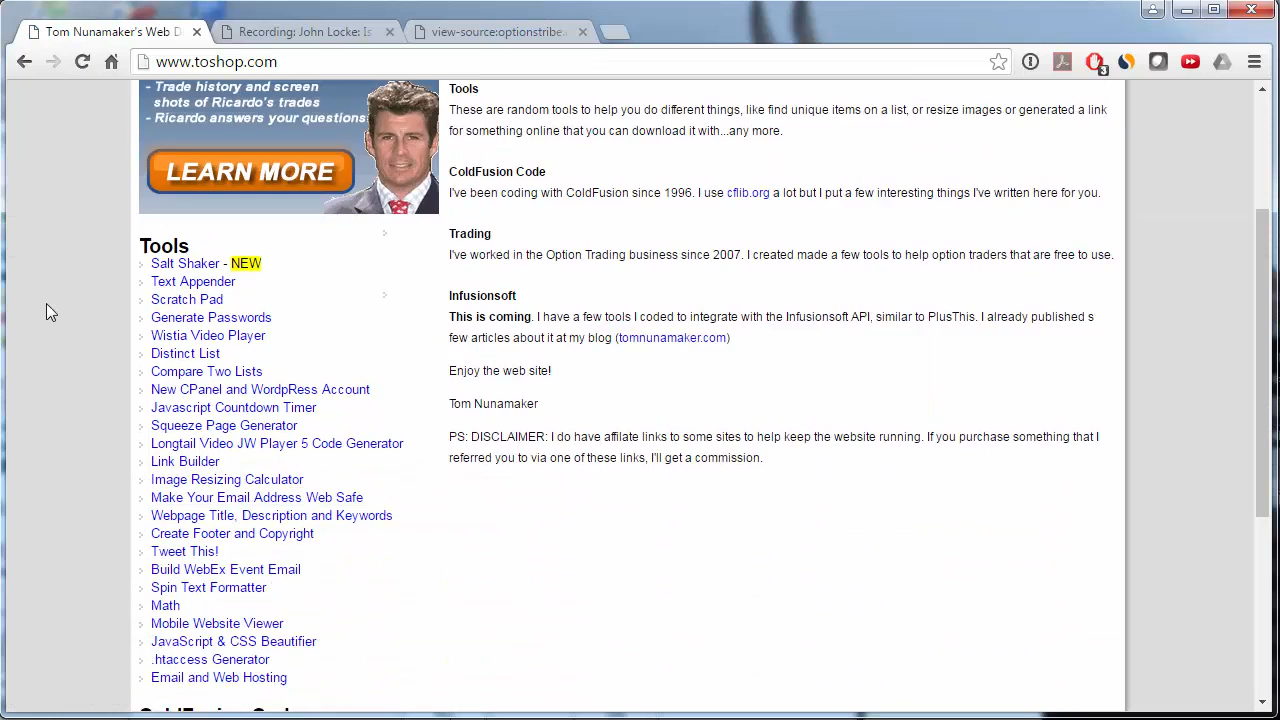 Tom Nunamaker's Web D
Recording: John Locke: Is
view-source:optionstribe.
www.toshop.com
3
- Trade history and screen
shots of Ricardo's trades
- Ricardo answers your questions
LEARN MORE
Tools
Salt Shaker - NEW
Text Appender
Scratch Pad
Generate Passwords
Wistia Video Player
Distinct List
Compare Two Lists
New CPanel and WordpRess Account
Javascript Countdown Timer
Squeeze Page Generator
Longtail Video JW Player 5 Code Generator
Link Builder
Image Resizing Calculator
Make Your Email Address Web Safe
Webpage Title, Description and Keywords
Create Footer and Copyright
Tweet This!
Build WebEx Event Email
Spin Text Formatter
Math
Mobile Website Viewer
JavaScript & CSS Beautifier
.htaccess Generator
Email and Web Hosting
ColdFusion Code
Tools
These are random tools to help you do different things, like find unique items on a list, or resize images or generated a link
for something online that you can download it with...any more.
ColdFusion Code
I've been coding with ColdFusion since 1996. I use cflib.org a lot but I put a few interesting things I've written here for you.
Trading
I've worked in the Option Trading business since 2007. I created made a few tools to help option traders that are free to use.
Infusionsoft
This is coming. I have a few tools I coded to integrate with the Infusionsoft API, similar to PlusThis. I already published s
few articles about it at my blog (tomnunamaker.com)
Enjoy the web site!
Tom Nunamaker
PS: DISCLAIMER: I do have affilate links to some sites to help keep the website running. If you purchase something that I
referred you to via one of these links, I'll get a commission.